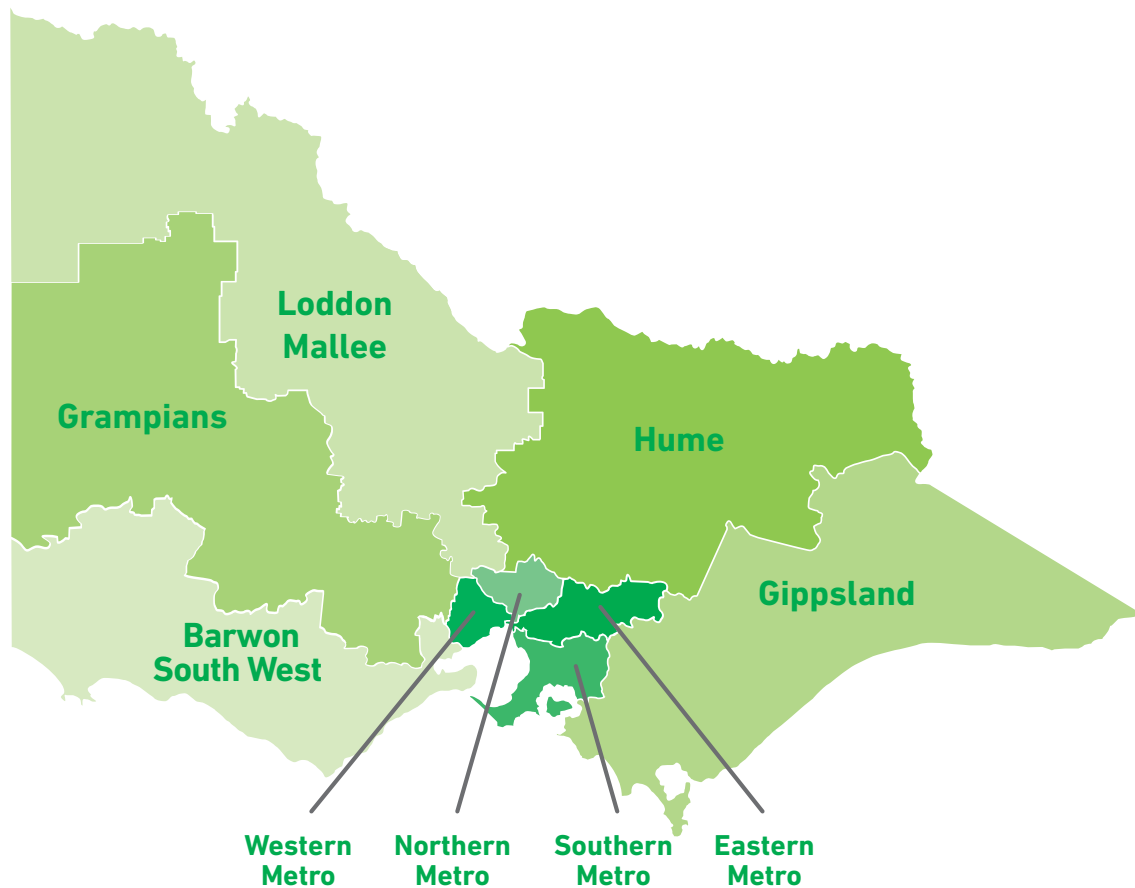 Loddon
Mallee
Grampians
Hume
Gippsland
Barwon
South West
Western
Metro
Northern
Metro
Southern
Metro
Eastern
Metro